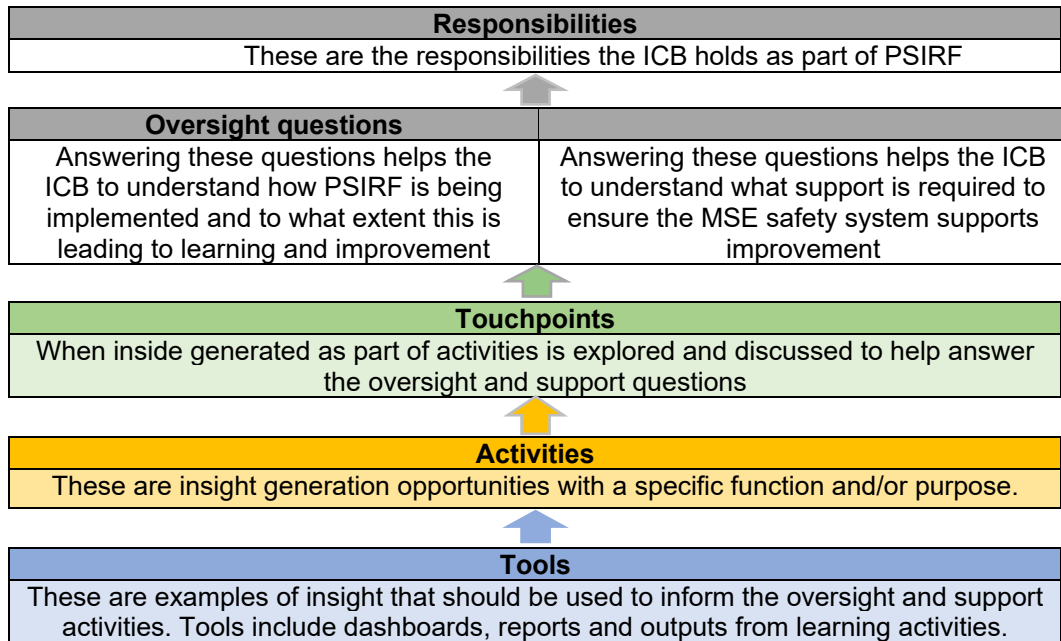 Responsibilities
These are the responsibilities the ICB holds as part of PSIRF
Oversight questions
Answering these questions helps the
ICB to understand how PSIRF is being
implemented and to what extent this is
leading to learning and improvement
Answering these questions helps the ICB
to understand what support is required to
ensure the MSE safety system supports
improvement
Touchpoints
When inside generated as part of activities is explored and discussed to help answer
the oversight and support questions
Activities
These are insight generation opportunities with a specific function and/or purpose.
Tools
These are examples of insight that should be used to inform the oversight and support
activities. Tools include dashboards, reports and outputs from learning activities.